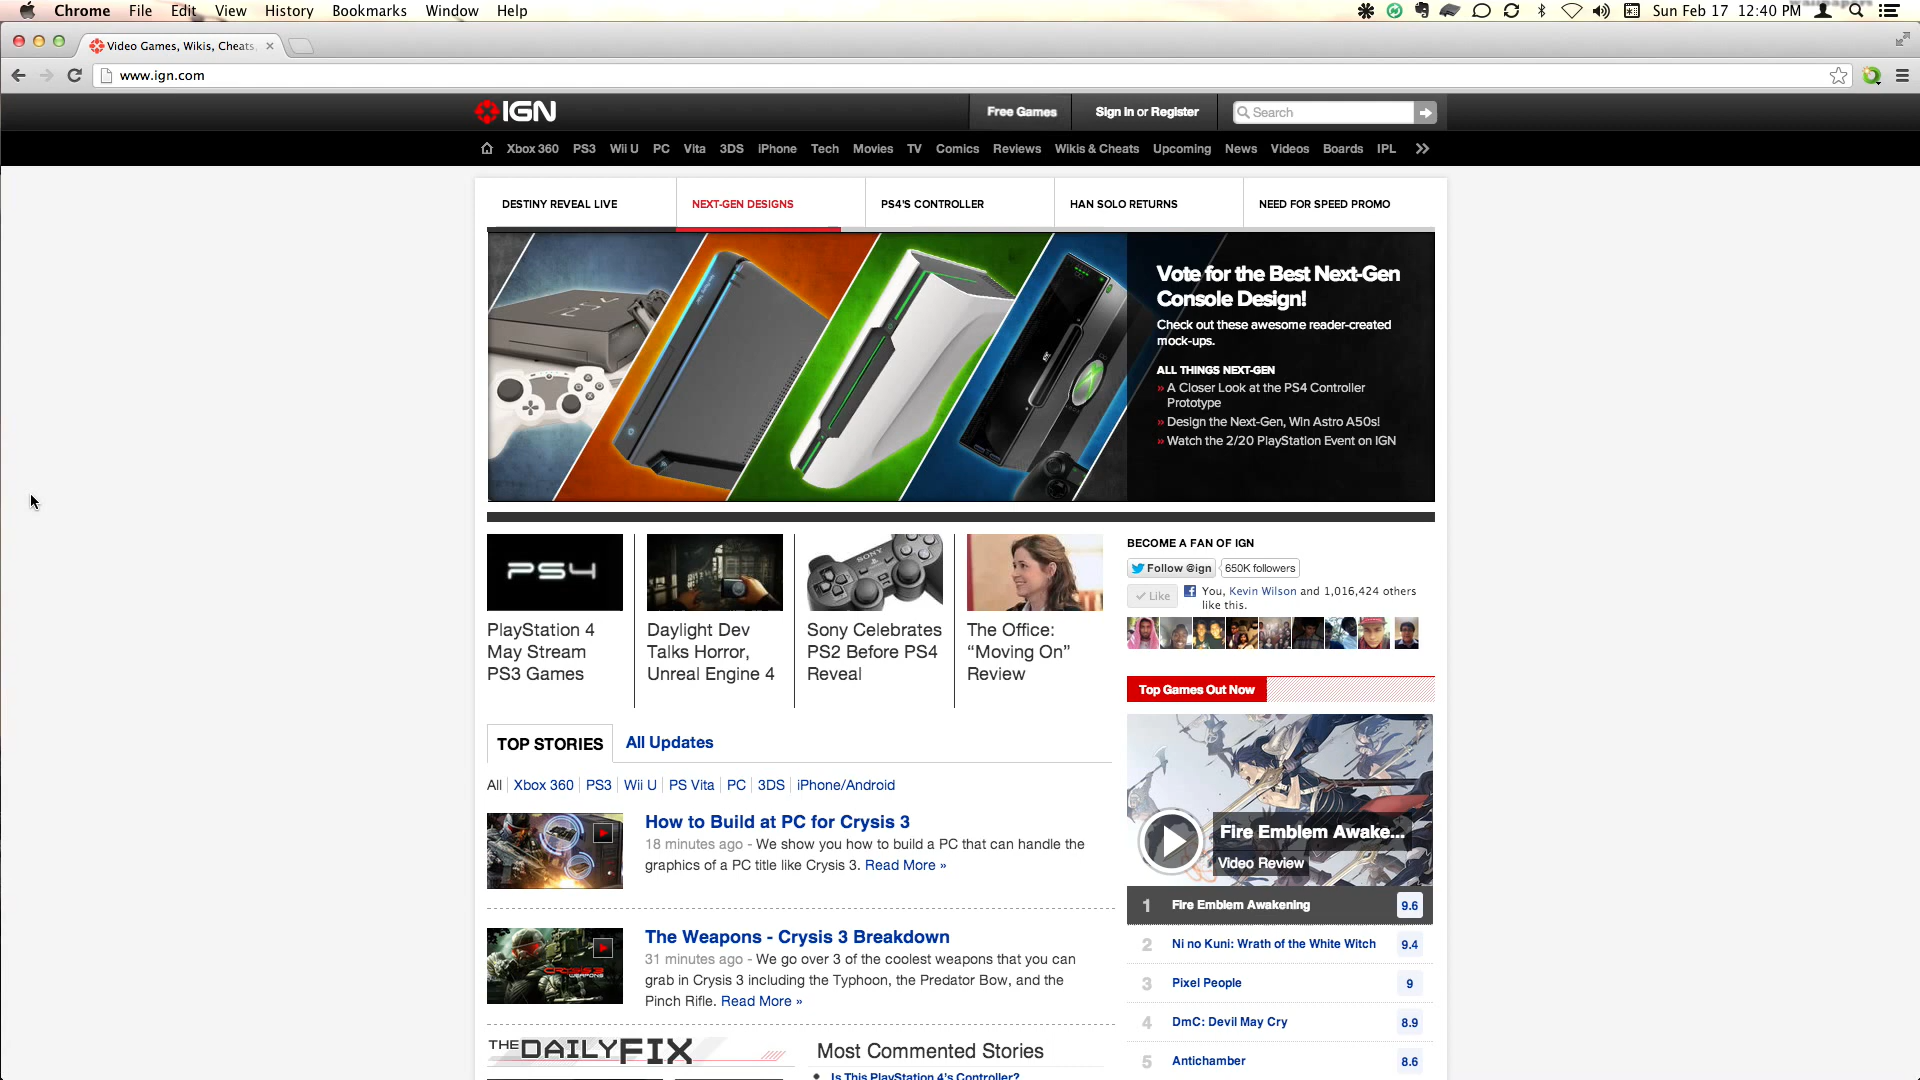 Chrome File Edit View History Bookmarks Window Help
Sun Feb 17 12:40 PM
Video Games, Wikis, Cheats,
www.ign.com
IGN
Free Games
Sign In or Register
Search
Xbox 360 PS3 Wii U PC Vita 3DS iPhone Tech Movies TV Comics Reviews Wikis & Cheats Upcoming News Videos Boards IPL
DESTINY REVEAL LIVE
NEXT-GEN DESIGNS
PS4'S CONTROLLER
HAN SOLO RETURNS
NEED FOR SPEED PROMO
Vote for the Best Next-Gen
Console Design!
Check out these awesome reader-created
mock-ups.
ALL THINGS NEXT-GEN
» A Closer Look at the PS4 Controller
Prototype
» Design the Next-Gen, Win Astro A50s!
» Watch the 2/20 PlayStation Event on IGN
PS4
PlayStation 4
May Stream
PS3 Games
Daylight Dev
Talks Horror,
Unreal Engine 4
SONY
Sony Celebrates
PS2 Before PS4
Reveal
The Office:
“Moving On”
Review
BECOME A FAN OF IGN
Follow @ign
650K followers
Like
You, Kevin Wilson and 1,016,424 others
like this.
Top Games Out Now
Fire Emblem Awake...
Video Review
1 Fire Emblem Awakening 9.6
2 Ni no Kuni: Wrath of the White Witch 9.4
3 Pixel People 9
4 DmC: Devil May Cry 8.9
5 Antichamber 8.6
TOP STORIES
All Updates
All Xbox 360 PS3 Wii U PS Vita PC 3DS iPhone/Android
How to Build at PC for Crysis 3
18 minutes ago - We show you how to build a PC that can handle the
graphics of a PC title like Crysis 3. Read More »
The Weapons - Crysis 3 Breakdown
31 minutes ago - We go over 3 of the coolest weapons that you can
grab in Crysis 3 including the Typhoon, the Predator Bow, and the
Pinch Rifle. Read More »
CRYSIS 3
WEAPONS
THE DAILY FIX
Most Commented Stories
Is This PlayStation 4's Controller?